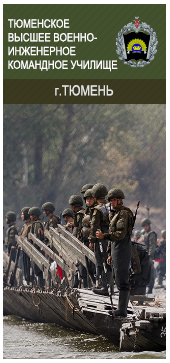 ТЮМЕНСКОЕ
ВЫСШЕЕ ВОЕННО-
ИНЖЕНЕРНОЕ
КОМАНДНОЕ УЧИЛИЩЕ
г.ТЮМЕНЬ